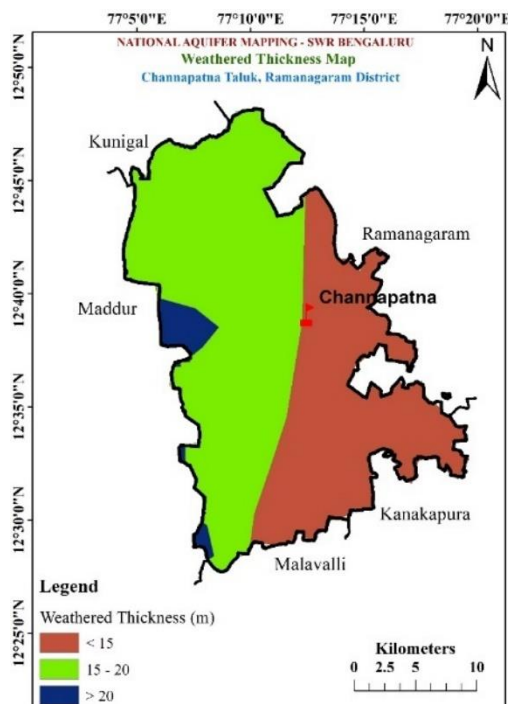 77°5'0"E 77°10'0"E 77°15'0"E 77°20'0"E
NATIONAL AQUIFER MAPPING - SWR BENGALURU
Weathered Thickness Map
Channapatna Taluk, Ramanagaram District
N
12°50'0"N
Kunigal
12°45'0"N
Ramanagaram
12°40'0"N
Channapatna
Maddur
12°35'0"N
12°30'0"N
Kanakapura
Malavalli
12°25'0"N
Legend
Weathered Thickness (m)
< 15
15 - 20
> 20
Kilometers
0 2.5 5 10